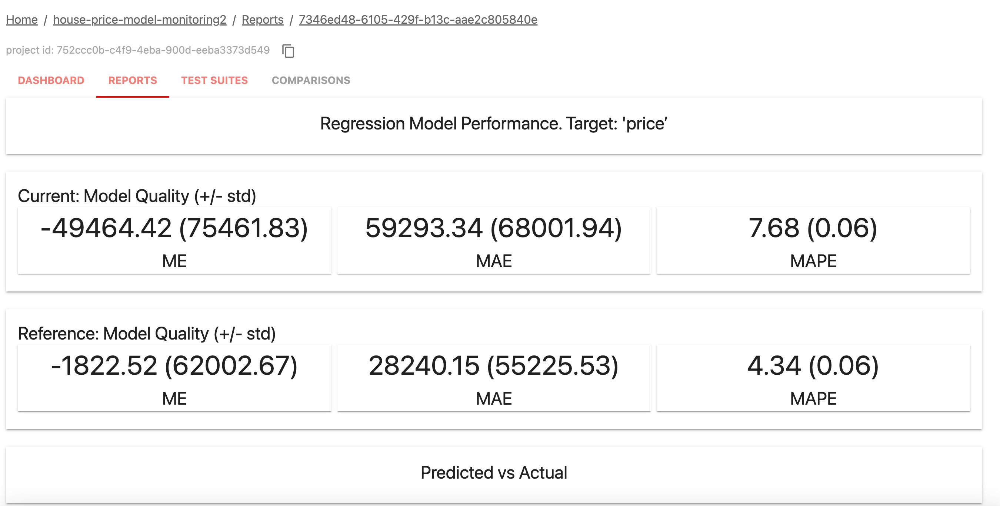 Home / house-price-model-monitoring2 / Reports / 7346ed48-6105-429f-b13c-aae2c805840e
project id: 752ccc0b-c4f9-4eba-900d-eeba3373d549
DASHBOARD REPORTS TEST SUITES COMPARISONS
Regression Model Performance. Target: 'price’
Current: Model Quality (+/- std)
-49464.42 (75461.83) 59293.34 (68001.94) 7.68 (0.06)
ME MAE MAPE
Reference: Model Quality (+/- std)
-1822.52 (62002.67) 28240.15 (55225.53) 4.34 (0.06)
ME MAE MAPE
Predicted vs Actual